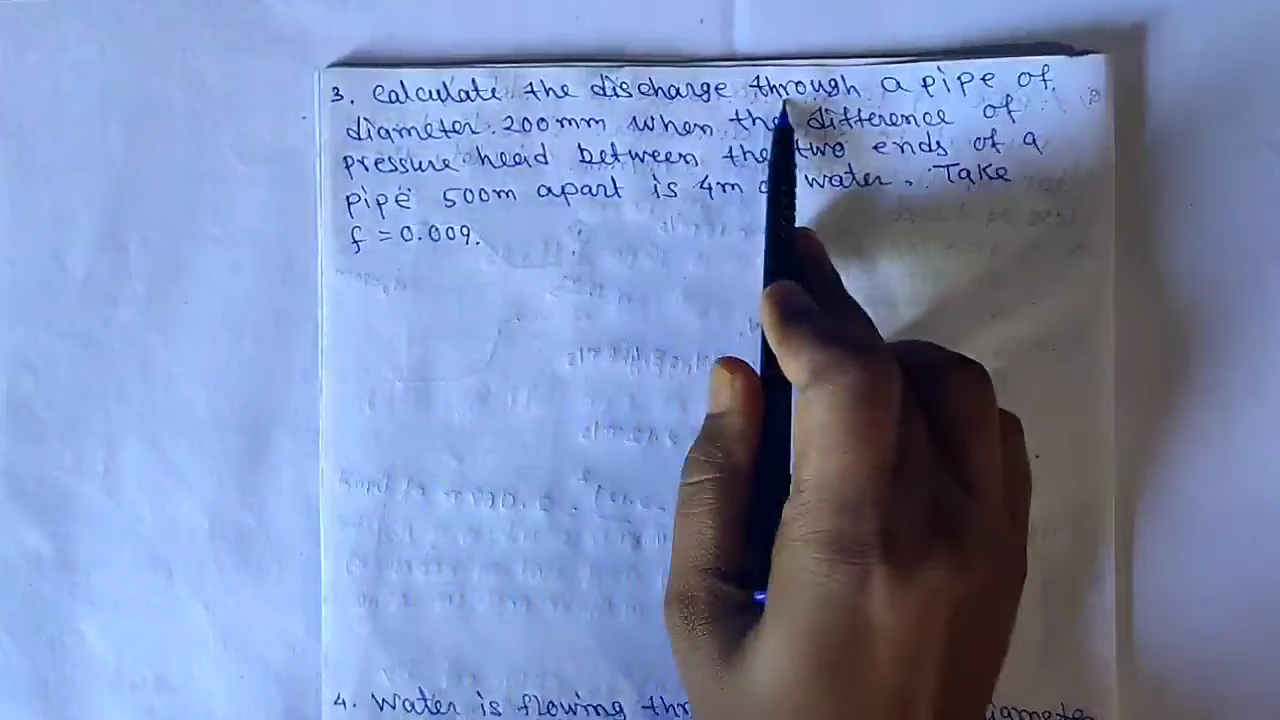 3. Calculate the discharge through a pipe of
diameter 200mm when the difference of
pressure head between the two ends of a
pipe 500m apart is 4m water. Take
f = 0.009.
4. Water is flowing